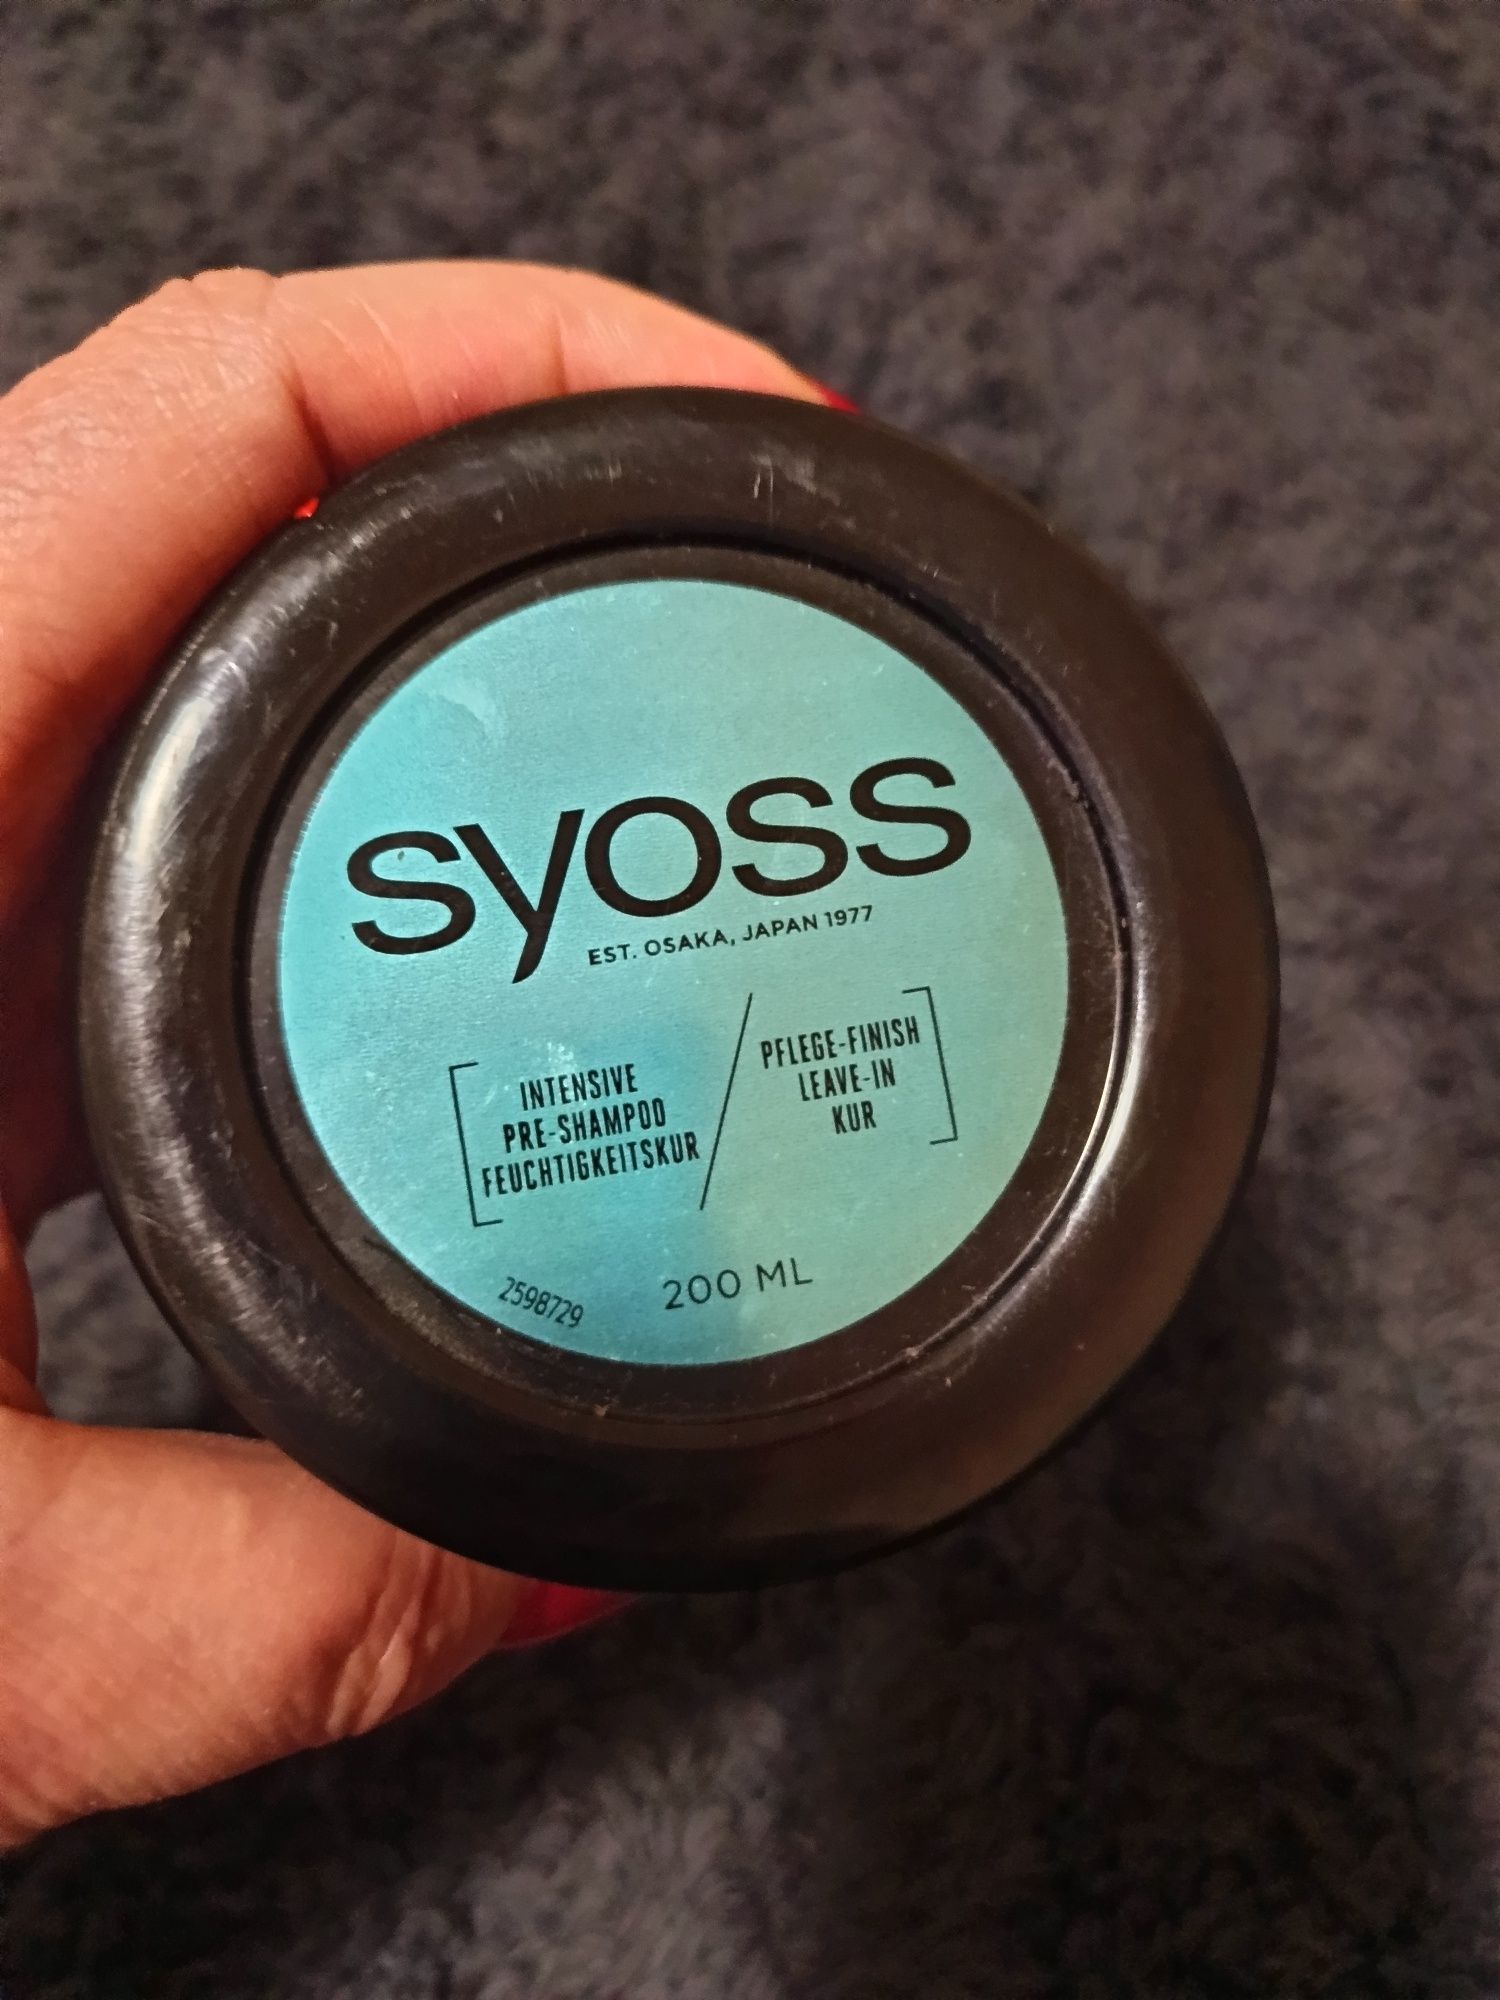 syoss
EST. OSAKA, JAPAN 1977
INTENSIVE
PRE-SHAMPOO
FEUCHTIGKEITSKUR
PFLEGE-FINISH
LEAVE-IN
KUR
2598729
200 ML